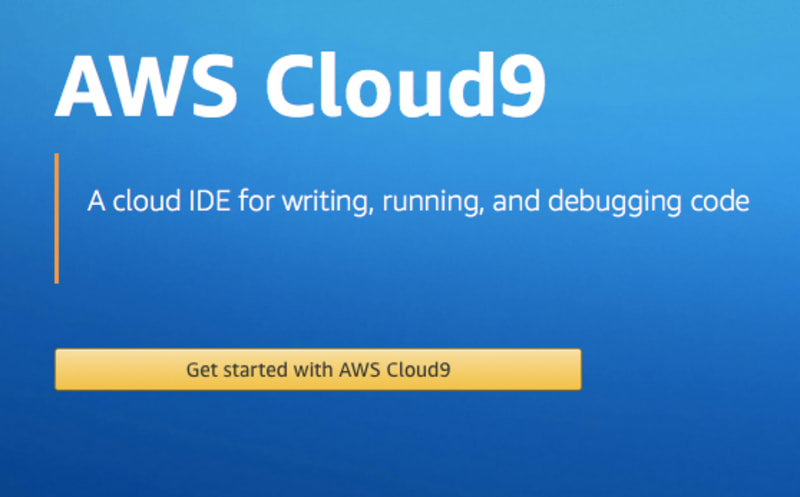 AWS Cloud9
A cloud IDE for writing, running, and debugging code
Get started with AWS Cloud9